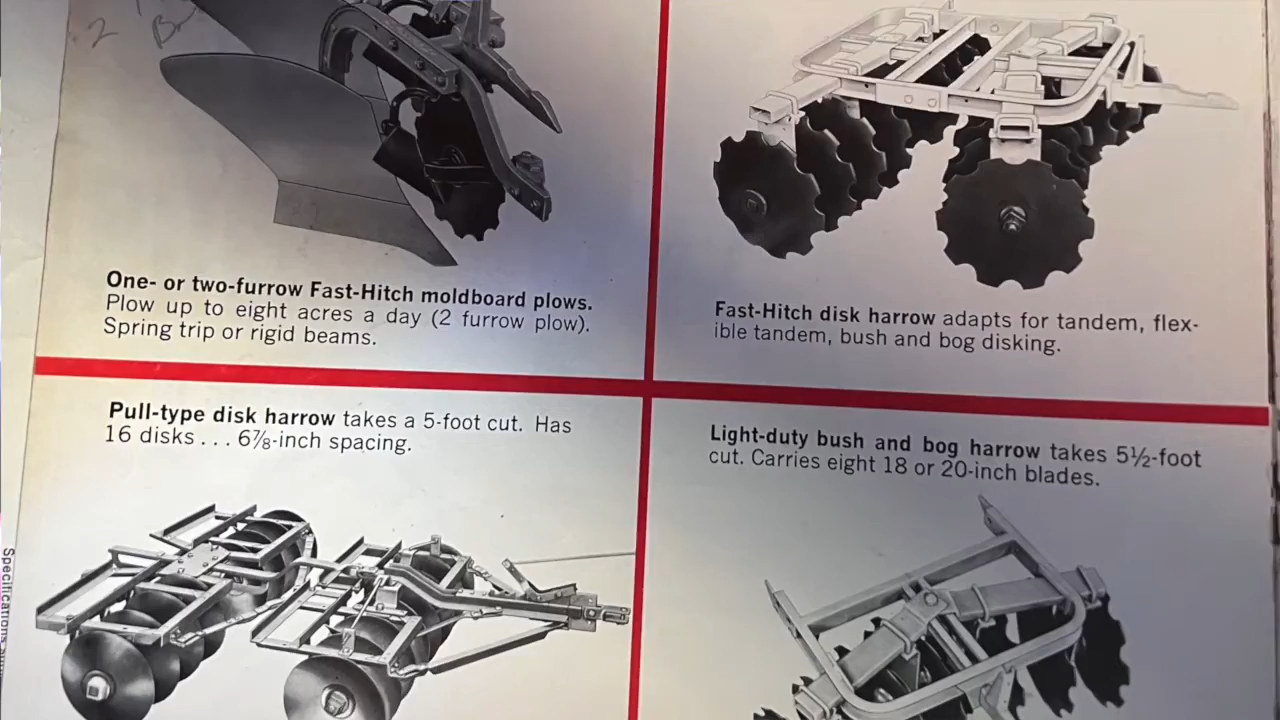 2
One- or two-furrow Fast-Hitch moldboard plows.
Plow up to eight acres a day (2 furrow plow).
Spring trip or rigid beams.
Fast-Hitch disk harrow adapts for tandem, flex-
ible tandem, bush and bog disking.
Pull-type disk harrow takes a 5-foot cut. Has
16 disks . . . 6⅞-inch spacing.
Light-duty bush and bog harrow takes 5½-foot
cut. Carries eight 18 or 20-inch blades.
Specifications